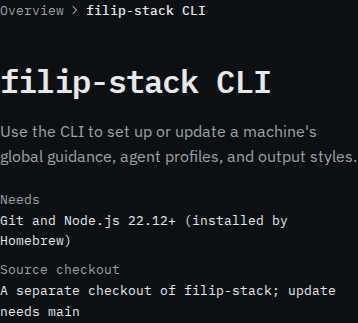 Overview > filip-stack CLI
filip-stack CLI
Use the CLI to set up or update a machine's
global guidance, agent profiles, and output styles.
Needs
Git and Node.js 22.12+ (installed by
Homebrew)
Source checkout
A separate checkout of filip-stack; update
needs main